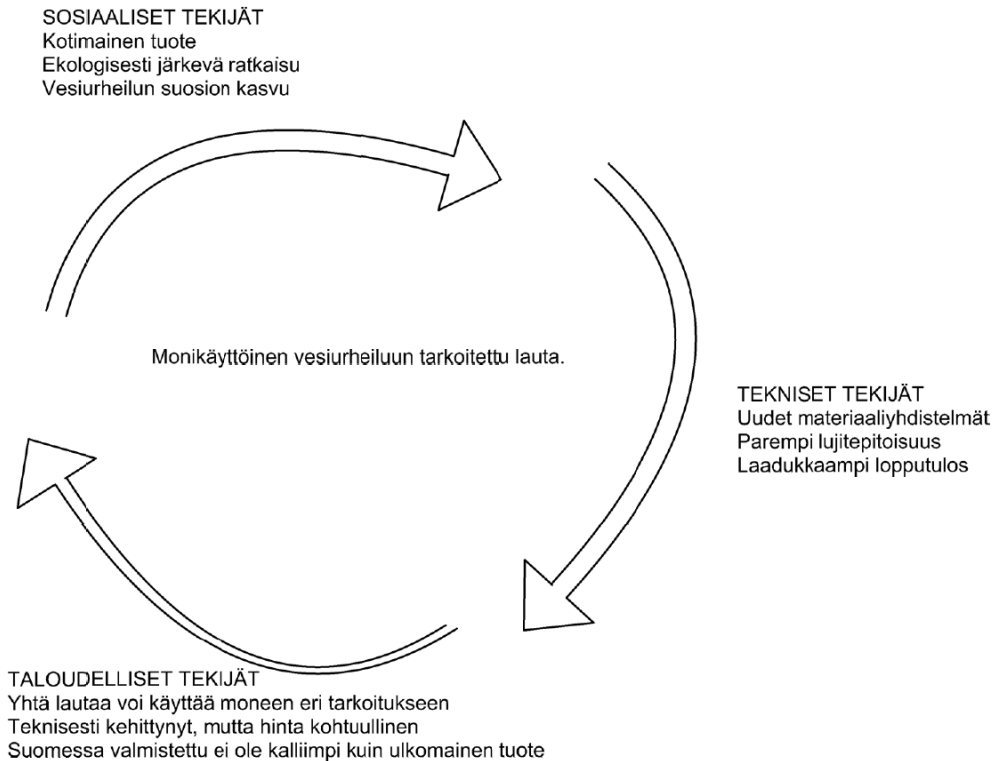 SOSIAALISET TEKIJÄT
Kotimainen tuote
Ekologisesti järkevä ratkaisu
Vesiurheilun suosion kasvu
Monikäyttöinen vesiurheiluun tarkoitettu lauta.
TEKNISET TEKIJÄT
Uudet materiaaliyhdistelmät
Parempi lujitepitoisuus
Laadukkaampi lopputulos
TALOUDELLISET TEKIJÄT
Yhtä lautaa voi käyttää moneen eri tarkoitukseen
Teknisesti kehittynyt, mutta hinta kohtuullinen
Suomessa valmistettu ei ole kalliimpi kuin ulkomainen tuote